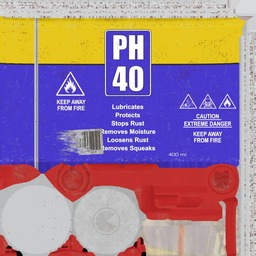 PH
40
KEEP AWAY
FROM FIRE
Lubricates
Protects
Stops Rust
Removes Moisture
Loosens Rust
Removes Squeaks
CAUTION
EXTREME DANGER
KEEP AWAY
FROM FIRE
400 ml